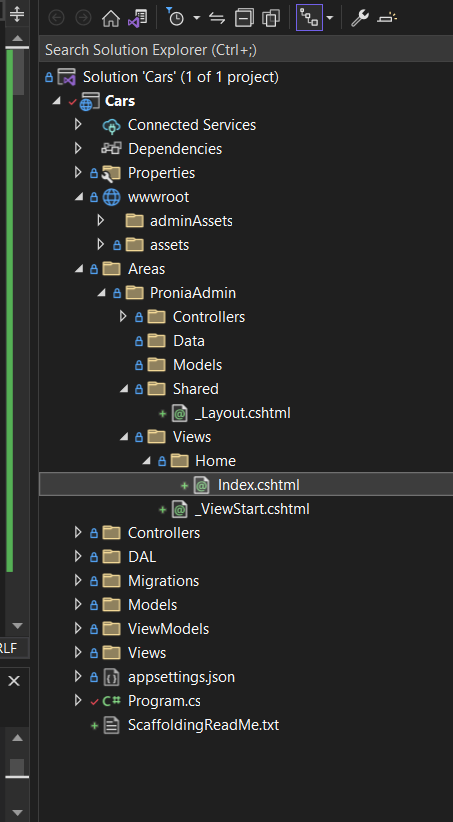 Search Solution Explorer (Ctrl+;)
Solution 'Cars' (1 of 1 project)
Cars
Connected Services
Dependencies
Properties
wwwroot
adminAssets
assets
Areas
ProniaAdmin
Controllers
Data
Models
Shared
_Layout.cshtml
Views
Home
Index.cshtml
_ViewStart.cshtml
Controllers
DAL
Migrations
Models
ViewModels
RLF
Views
appsettings.json
C# Program.cs
ScaffoldingReadMe.txt